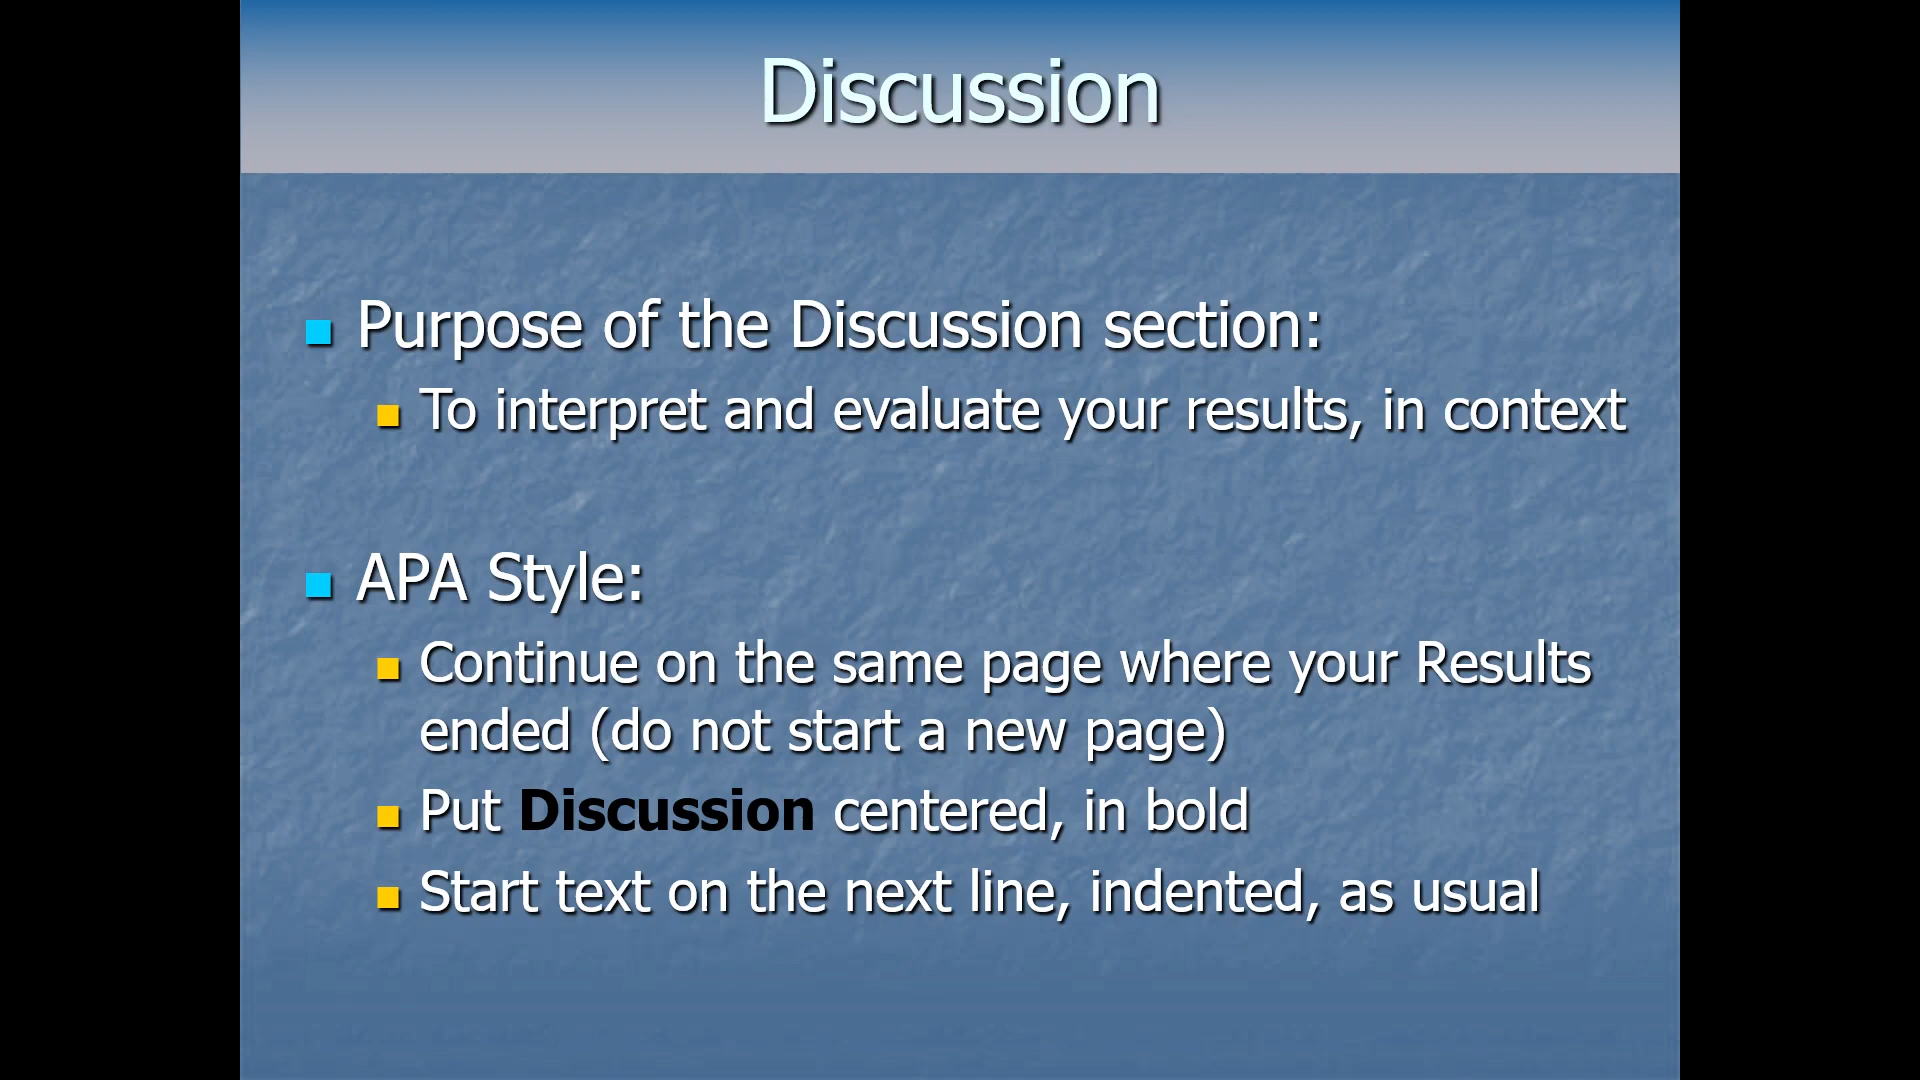 Discussion
Purpose of the Discussion section:
To interpret and evaluate your results, in context
APA Style:
Continue on the same page where your Results
ended (do not start a new page)
Put Discussion centered, in bold
Start text on the next line, indented, as usual